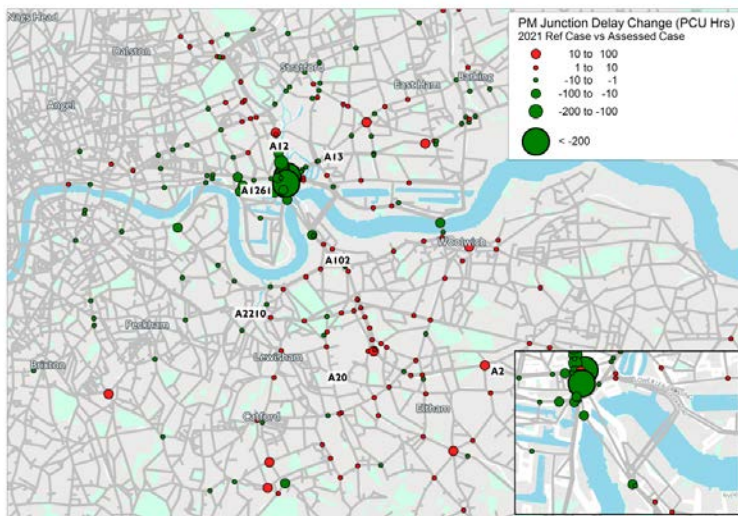 PM Junction Delay Change (PCU Hrs)
2021 Ref Case vs Assessed Case
10 to 100
1 to 10
-10 to -1
-100 to -10
-200 to -100
< -200
Nags Head
Dalston
Stratford
East Ham
Barking
Angel
A12
A13
A1261
Woolwich
A102
A2210
Peckham
Lewisham
Brixton
A20
A2
Eltham
Catford